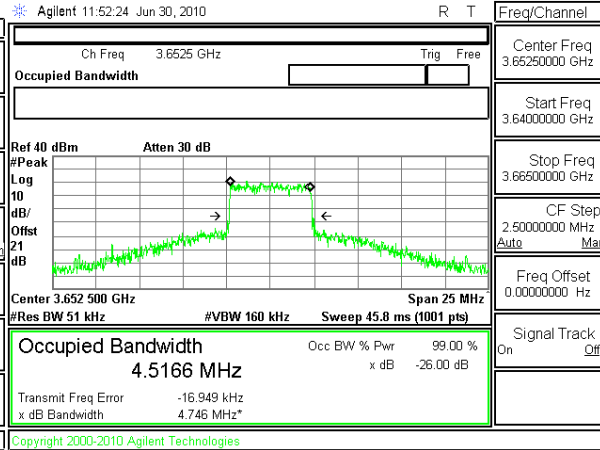 Agilent 11:52:24 Jun 30, 2010 R T
Freq/Channel
Ch Freq 3.6525 GHz Trig Free
Occupied Bandwidth
Center Freq
3.65250000 GHz
Start Freq
3.64000000 GHz
Stop Freq
3.66500000 GHz
CF Step
2.50000000 MHz
Auto Mar
Freq Offset
0.00000000 Hz
Signal Track
On Off
Ref 40 dBm Atten 30 dB
#Peak
Log
10
dB/
Offst
21
dB
Center 3.652 500 GHz Span 25 MHz
#Res BW 51 kHz #VBW 160 kHz Sweep 45.8 ms (1001 pts)
Occupied Bandwidth Occ BW % Pwr 99.00 %
4.5166 MHz x dB -26.00 dB
Transmit Freq Error -16.949 kHz
x dB Bandwidth 4.746 MHz*
Copyright 2000-2010 Agilent Technologies